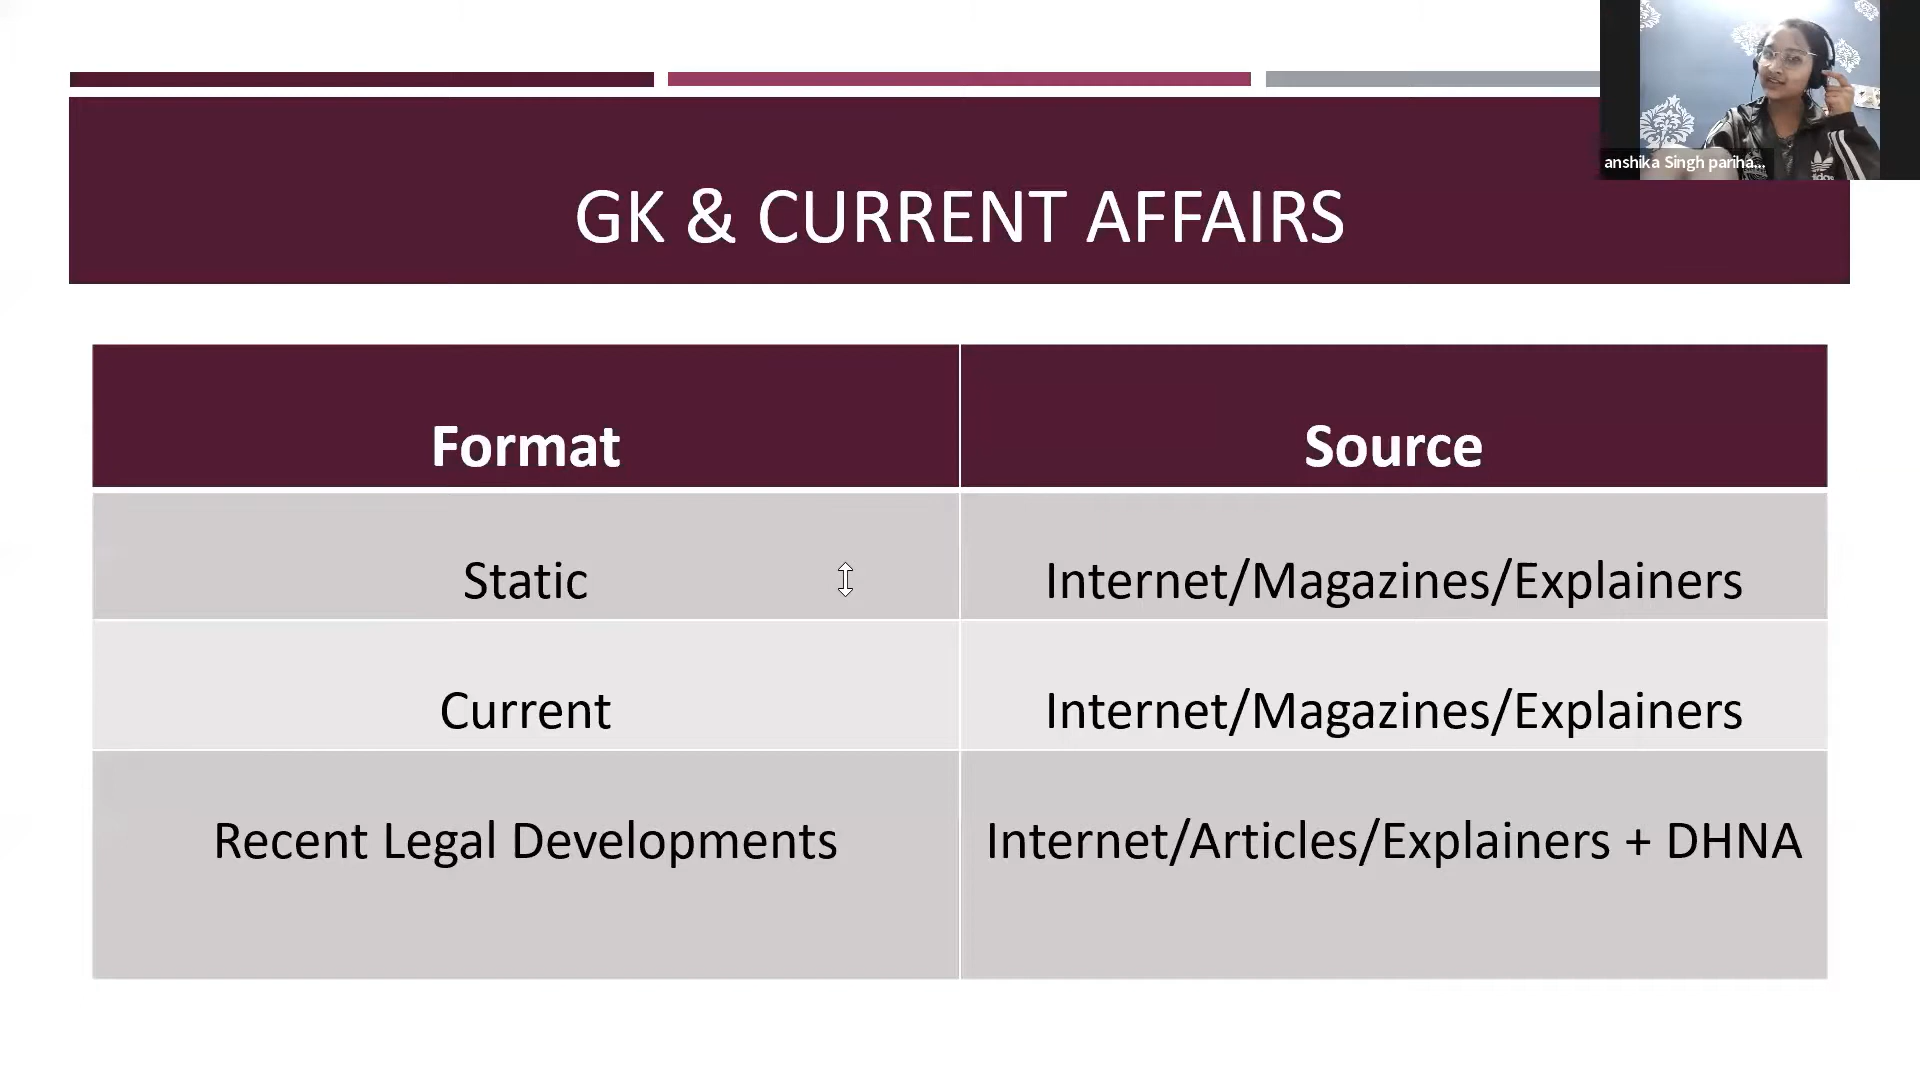 anshika Singh pariha...
adidas
GK & CURRENT AFFAIRS
Format Source
Static Internet/Magazines/Explainers
Current Internet/Magazines/Explainers
Recent Legal Developments Internet/Articles/Explainers + DHNA